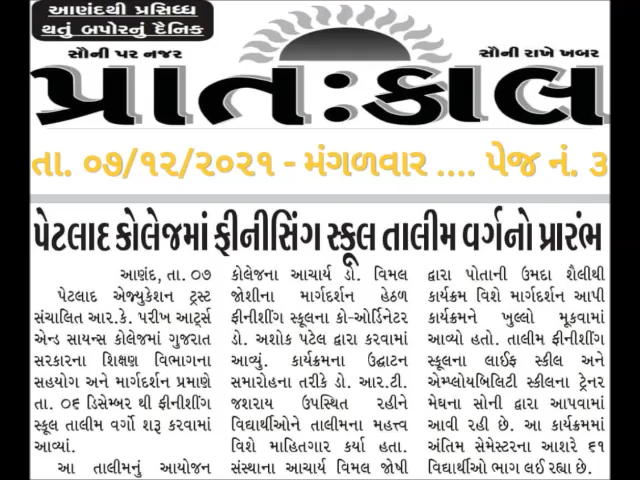 આણંદથી પ્રસિધ્ધ
થતું બપોરનું દૈનિક
સૌની પર નજર
સૌની રાખે ખબર
પ્રાતઃકાલ
તા. ૦૭/૧૨/૨૦૨૧ - મંગળવાર .... પેજ નં. ૩
પેટલાદ કોલેજમાં ફીનીસિંગ સ્કૂલ તાલીમ વર્ગનો પ્રારંભ
આણંદ, તા. ૦૭
પેટલાદ એજ્યુકેશન ટ્રસ્ટ
સંચાલિત આર.કે. પરીખ આર્ટ્સ
એન્ડ સાયન્સ કોલેજમાં ગુજરાત
સરકારના શિક્ષણ વિભાગના
સહયોગ અને માર્ગદર્શન પ્રમાણે
તા. ૦૬ ડિસેમ્બર થી ફીનીશીંગ
સ્કૂલ તાલીમ વર્ગો શરૂ કરવામાં
આવ્યાં.
આ તાલીમનું આયોજન
કોલેજના આચાર્ય ડો. વિમલ
જોશીના માર્ગદર્શન હેઠળ
ફીનીશીંગ સ્કૂલના કો-ઓર્ડિનેટર
ડો. અશોક પટેલ દ્વારા કરવામાં
આવ્યું. કાર્યક્રમના ઉદ્ઘાટન
સમારોહના તરીકે ડો. આર.ટી.
જશરાય ઉપસ્થિત રહીને
વિદ્યાર્થીઓને તાલીમના મહત્ત્વ
વિશે માહિતગાર કર્યા હતા.
સંસ્થાના આચાર્ય વિમલ જોષી
દ્વારા પોતાની ઉમદા શૈલીથી
કાર્યક્રમ વિશે માર્ગદર્શન આપી
કાર્યક્રમને ખુલ્લો મૂકવામાં
આવ્યો હતો. તાલીમ ફીનીશીંગ
સ્કૂલના લાઈફ સ્કીલ અને
એમ્પ્લોયબિલિટી સ્કીલના ટ્રેનર
મેઘના સોની દ્વારા આપવામાં
આવી રહી છે. આ કાર્યક્રમમાં
અંતિમ સેમેસ્ટરના આશરે ૬૧
વિદ્યાર્થીઓ ભાગ લઈ રહ્યા છે.